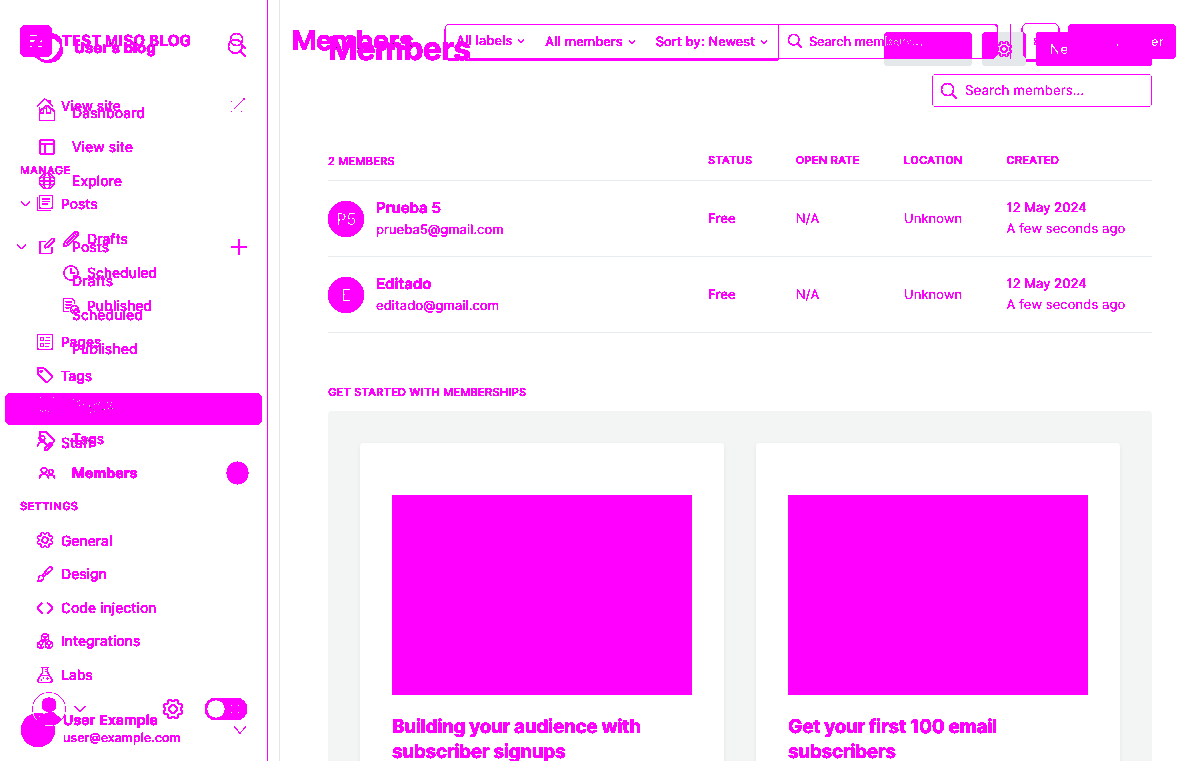 TEST MISO BLOG
User's Blog
View site
Dashboard
View site
MANAGE
Explore
Posts
Drafts
Posts
Scheduled
Drafts
Published
Scheduled
Pages
Published
Tags
Tags
Staff
Members
SETTINGS
General
Design
Code injection
Integrations
Labs
User Example
user@example.com
Members
Members
All labels
All members
Sort by: Newest
Search members...
Search members...
2 MEMBERS STATUS OPEN RATE LOCATION CREATED
P5 Prueba 5 12 May 2024
prueba5@gmail.com Free N/A Unknown A few seconds ago
E Editado 12 May 2024
editado@gmail.com Free N/A Unknown A few seconds ago
GET STARTED WITH MEMBERSHIPS
Building your audience with
subscriber signups
Get your first 100 email
subscribers